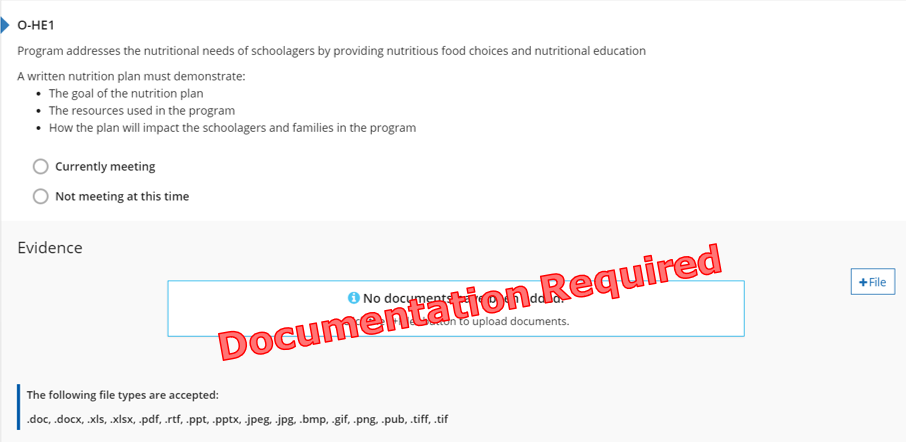 O-HE1
Program addresses the nutritional needs of schoolagers by providing nutritious food choices and nutritional education
A written nutrition plan must demonstrate:
• The goal of the nutrition plan
• The resources used in the program
• How the plan will impact the schoolagers and families in the program
Currently meeting
Not meeting at this time
Evidence
+File
No documents have been added.
button to upload documents.
Documentation Required
The following file types are accepted:
.doc, .docx, .xls, .xlsx, .pdf, .rtf, .ppt, .pptx, .jpeg, .jpg, .bmp, .gif, .png, .pub, .tiff, .tif